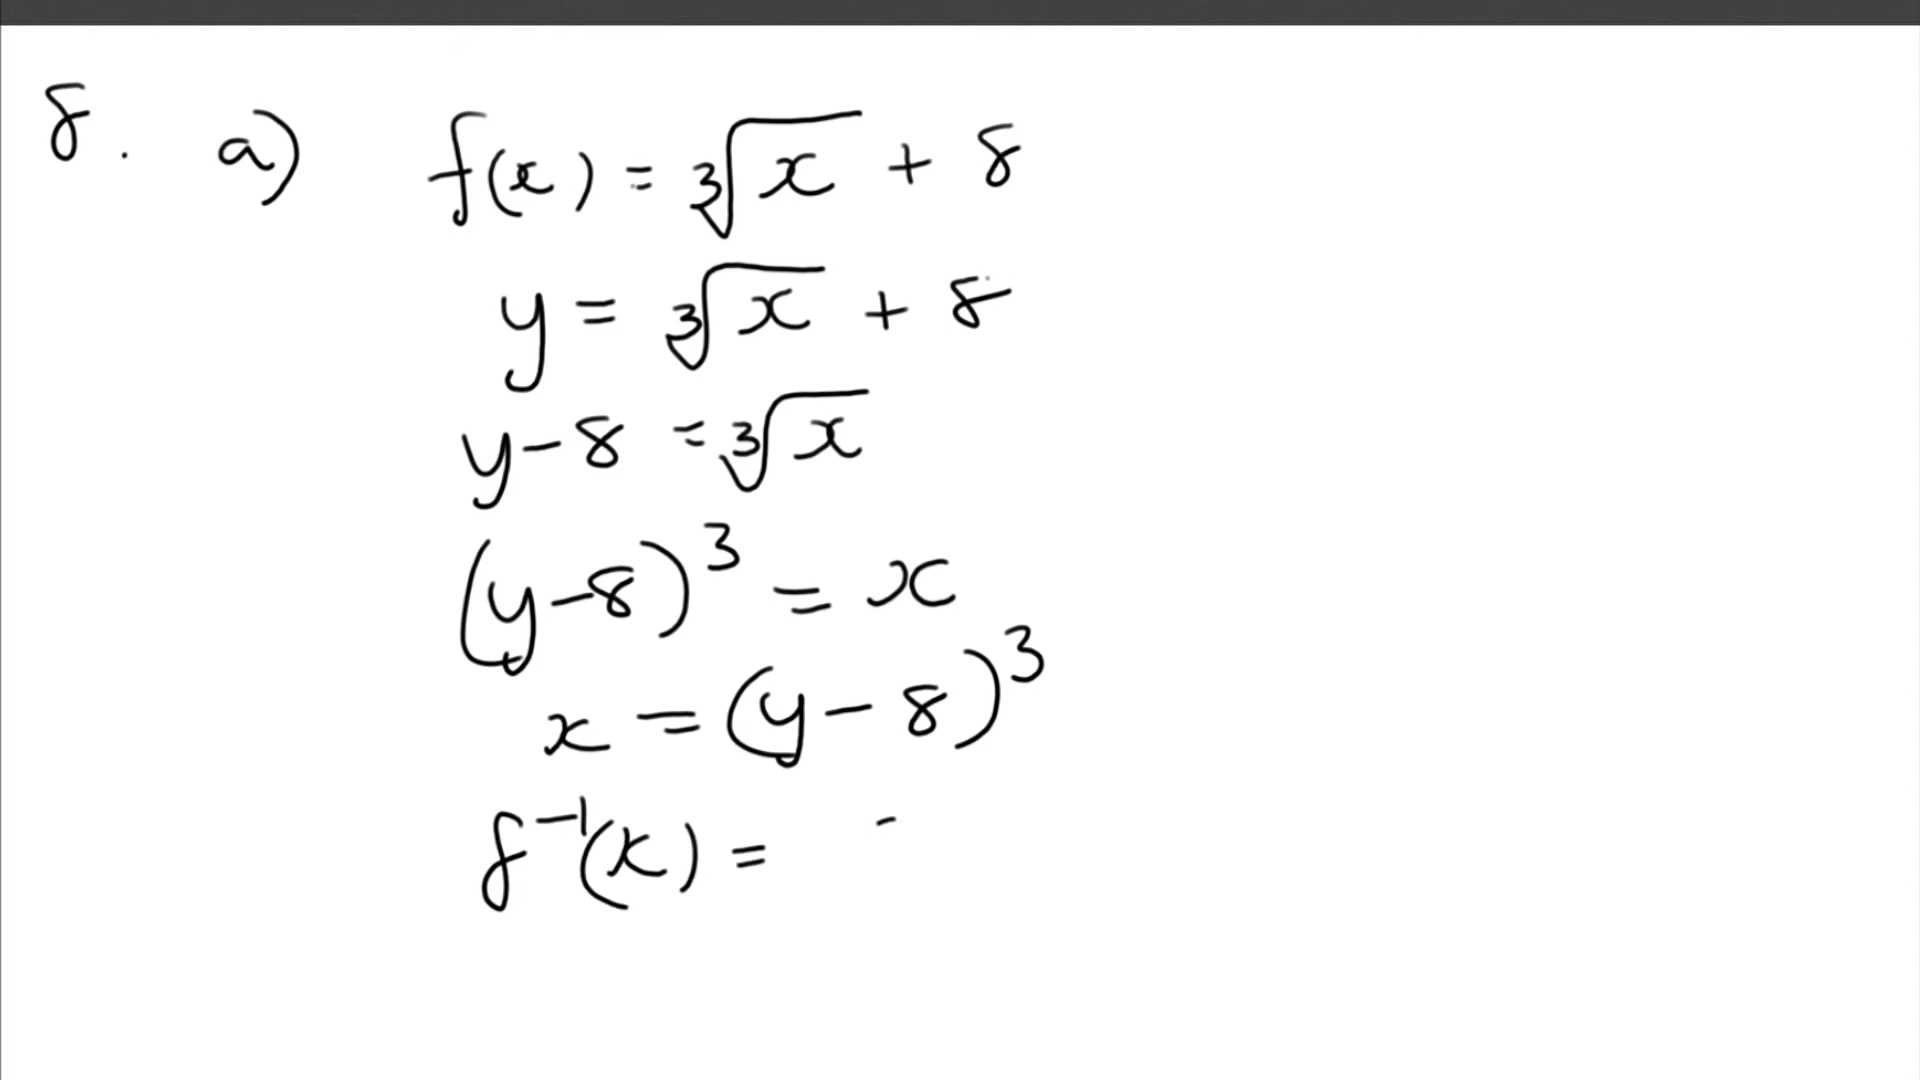 8. a) f(x) = ∛x + 8
y = ∛x + 8
y - 8 = ∛x
(y - 8)³ = x
x = (y - 8)³
f⁻¹(x) =